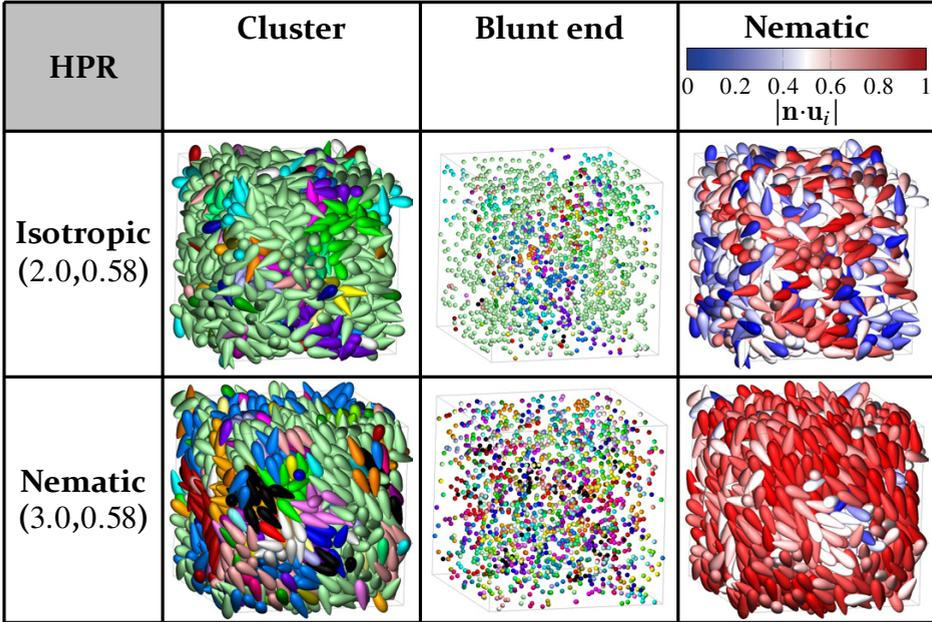 HPR
Cluster
Blunt end
Nematic
0 0.2 0.4 0.6 0.8 1
|n·uᵢ|
Isotropic
(2.0,0.58)
Nematic
(3.0,0.58)